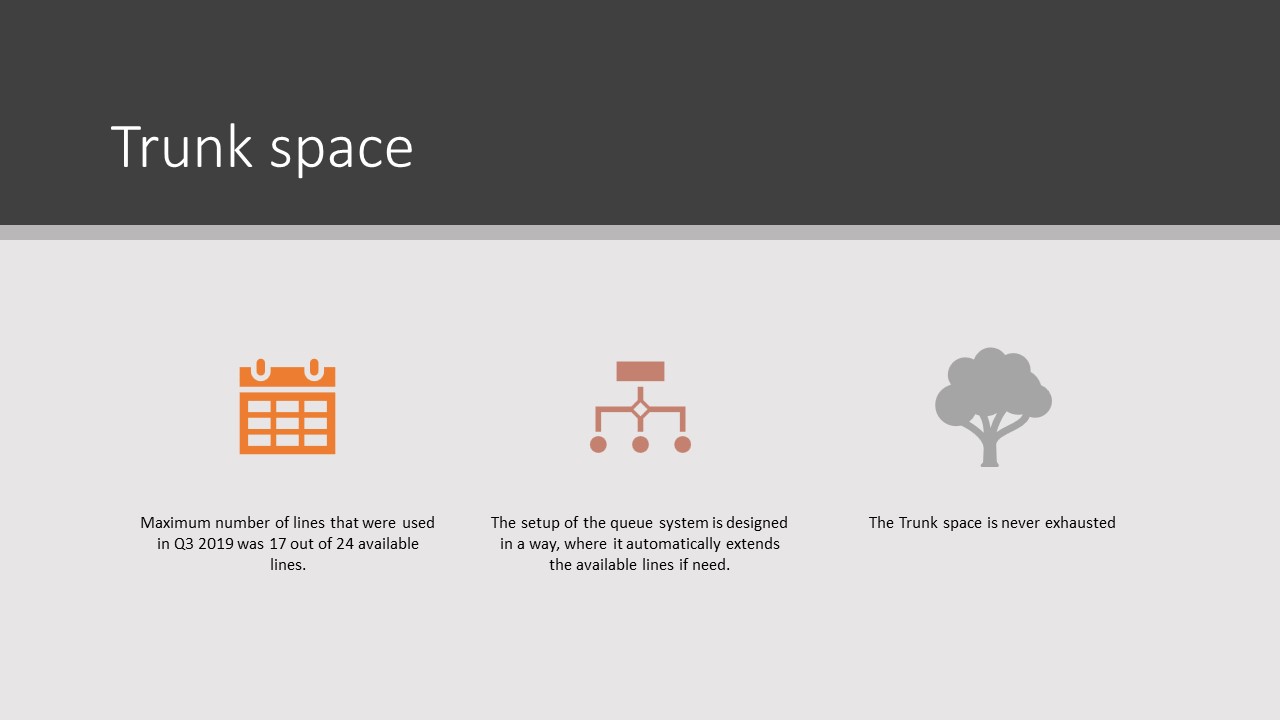 Trunk space
Maximum number of lines that were used
in Q3 2019 was 17 out of 24 available
lines.
The setup of the queue system is designed
in a way, where it automatically extends
the available lines if need.
The Trunk space is never exhausted